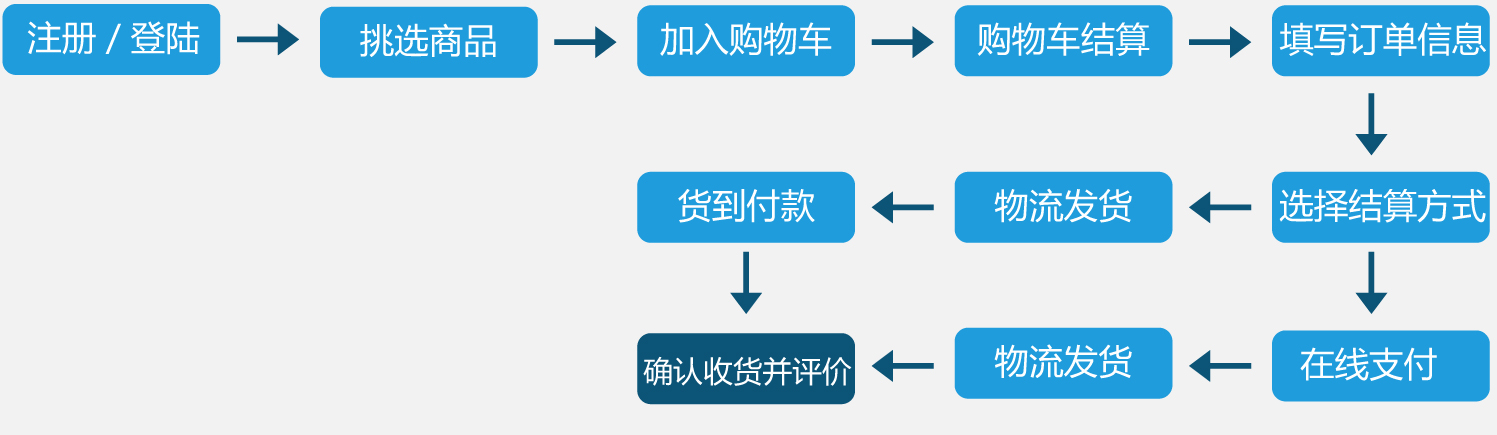 注册 / 登陆
挑选商品
加入购物车
购物车结算
填写订单信息
货到付款
物流发货
选择结算方式
确认收货并评价
物流发货
在线支付